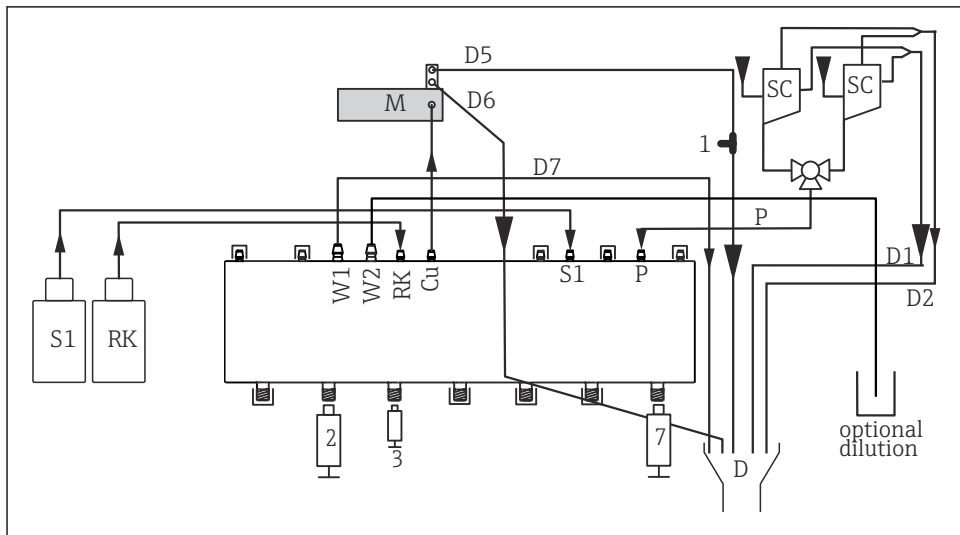 D5
SC
SC
M
D6
1
D7
P
W1
W2
RK
Cu
S1
P
D1
D2
S1
RK
2
3
7
D
optional
dilution